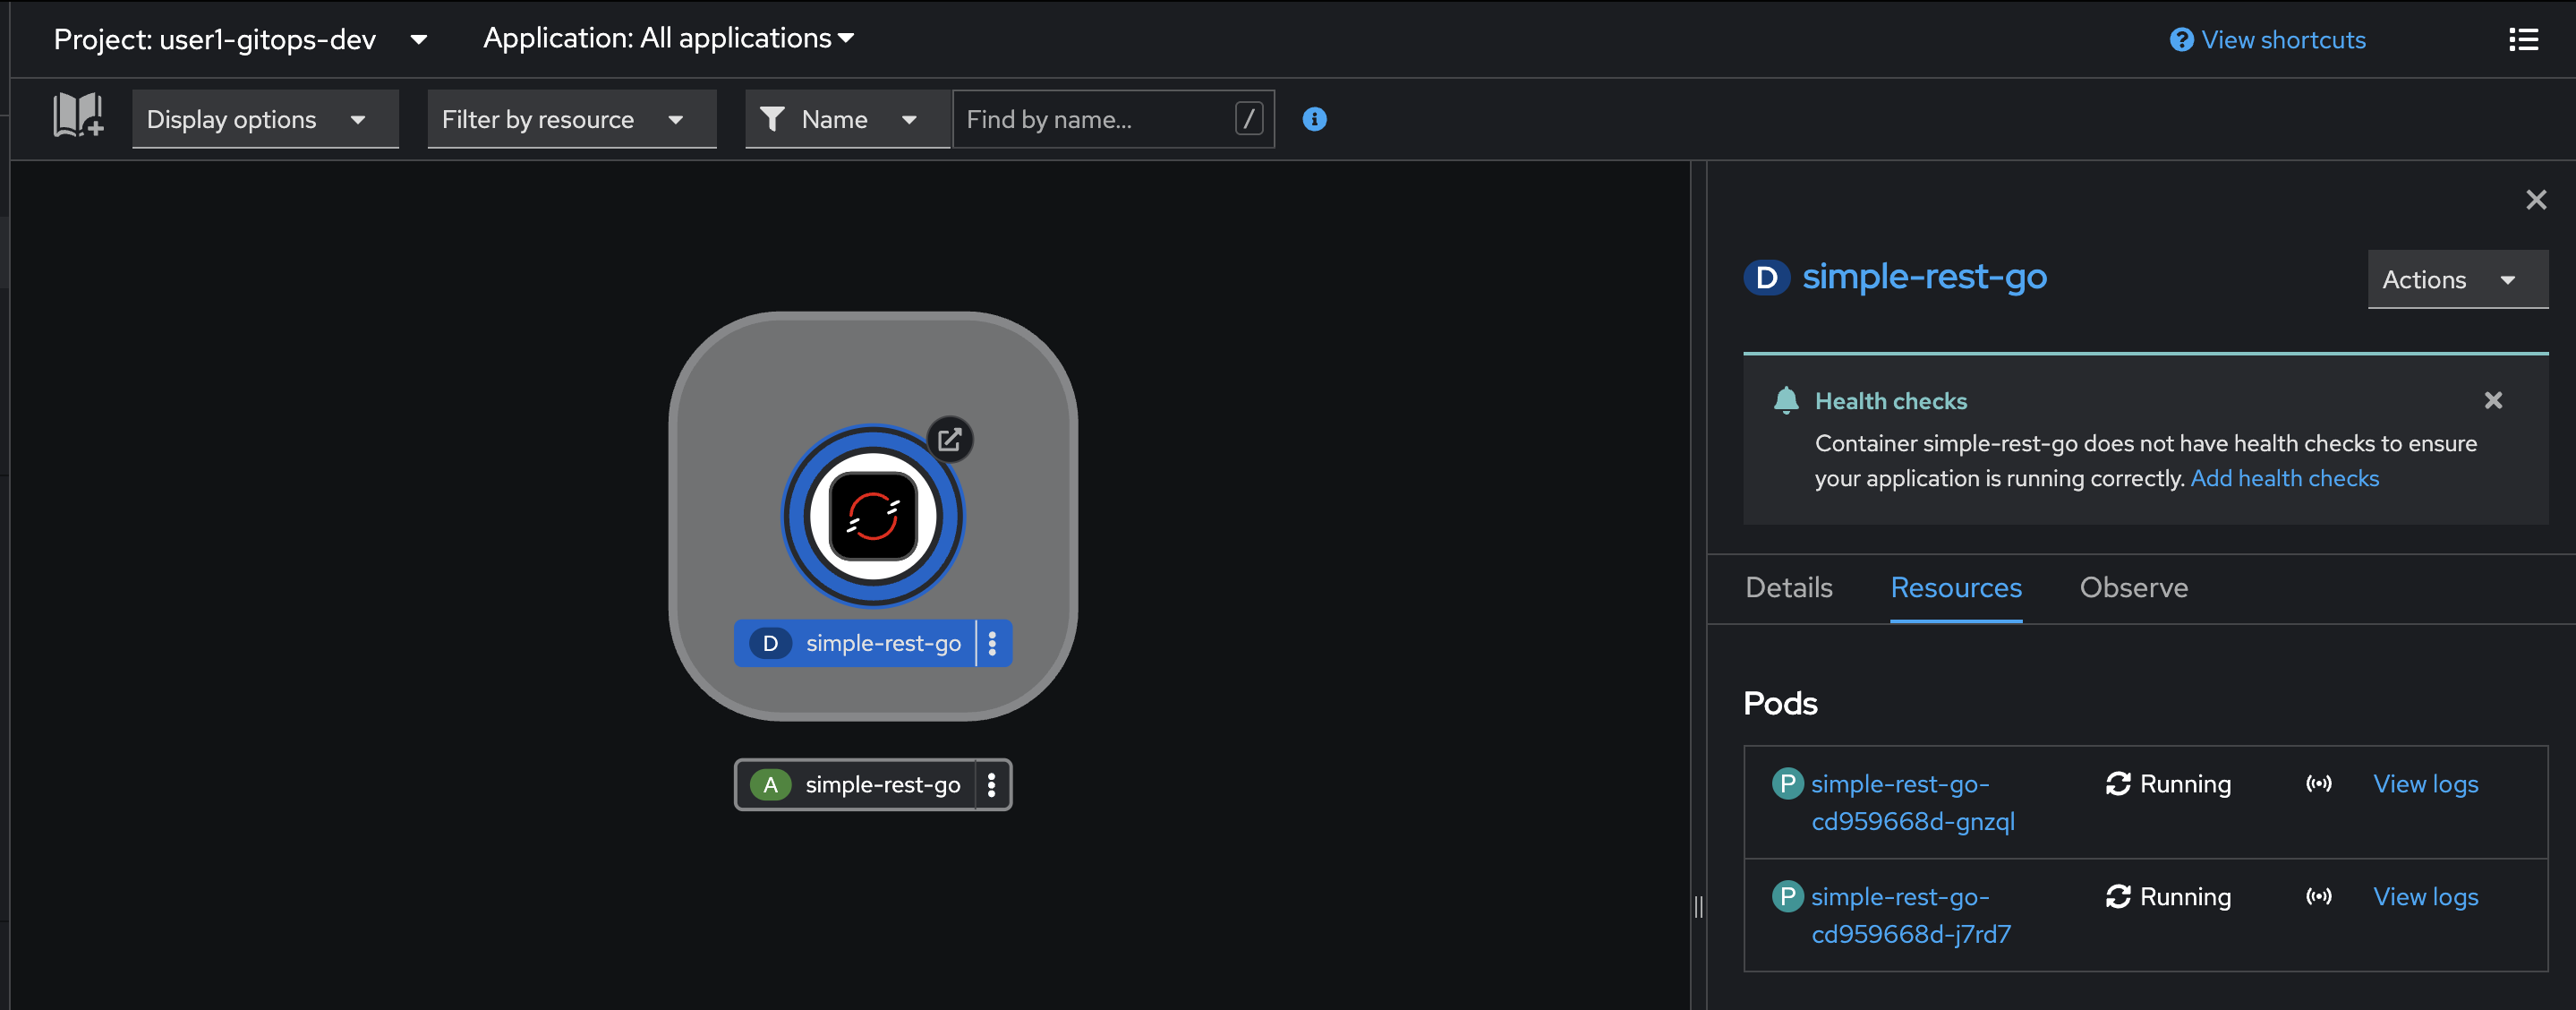 Project: user1-gitops-dev Application: All applications View shortcuts
Display options Filter by resource Name Find by name... /
D simple-rest-go Actions
Health checks
Container simple-rest-go does not have health checks to ensure
your application is running correctly. Add health checks
Details Resources Observe
D simple-rest-go
A simple-rest-go
Pods
P simple-rest-go- Running View logs
cd959668d-gnzql
P simple-rest-go- Running View logs
cd959668d-j7rd7